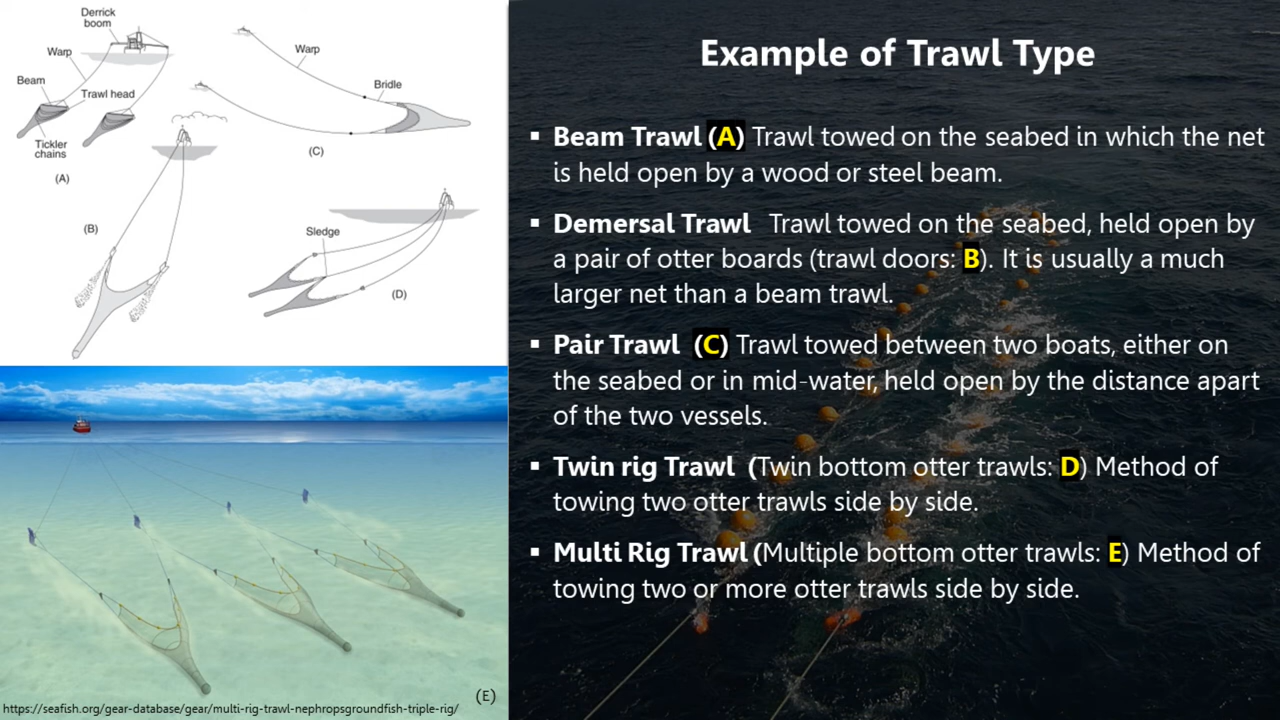 Derrick
boom
Warp
Beam
Trawl head
Tickler
chains
(A)
Warp
Bridle
(C)
(B)
Sledge
(D)
(E)
https://seafish.org/gear-database/gear/multi-rig-trawl-nephropsgroundfish-triple-rig/
Example of Trawl Type
▪ Beam Trawl (A) Trawl towed on the seabed in which the net
is held open by a wood or steel beam.
▪ Demersal Trawl Trawl towed on the seabed, held open by
a pair of otter boards (trawl doors: B). It is usually a much
larger net than a beam trawl.
▪ Pair Trawl (C) Trawl towed between two boats, either on
the seabed or in mid-water, held open by the distance apart
of the two vessels.
▪ Twin rig Trawl (Twin bottom otter trawls: D) Method of
towing two otter trawls side by side.
▪ Multi Rig Trawl (Multiple bottom otter trawls: E) Method of
towing two or more otter trawls side by side.